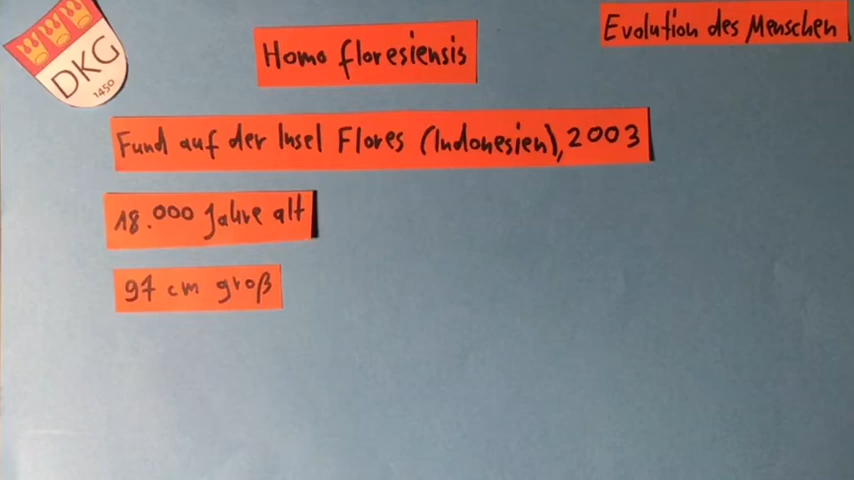 DKG
1450
Homo floresiensis
Evolution des Menschen
Fund auf der Insel Flores (Indonesien), 2003
18.000 Jahre alt
97 cm groß